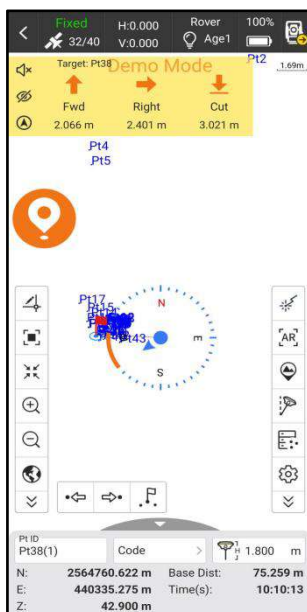 Fixed
32/40
H:0.000
V:0.000
Rover
Age1
100%
Target: Pt38
Demo Mode
Pt2
1.69m
Fwd
Right
Cut
2.066 m
2.401 m
3.021 m
Pt4
Pt5
Pt17
Pt15
Pt43
N
E
S
AR
Pt ID
Pt38(1)
Code
H
1.800 m
N: 2564760.622 m Base Dist: 75.259 m
E: 440335.275 m Time(s): 10:10:13
Z: 42.900 m